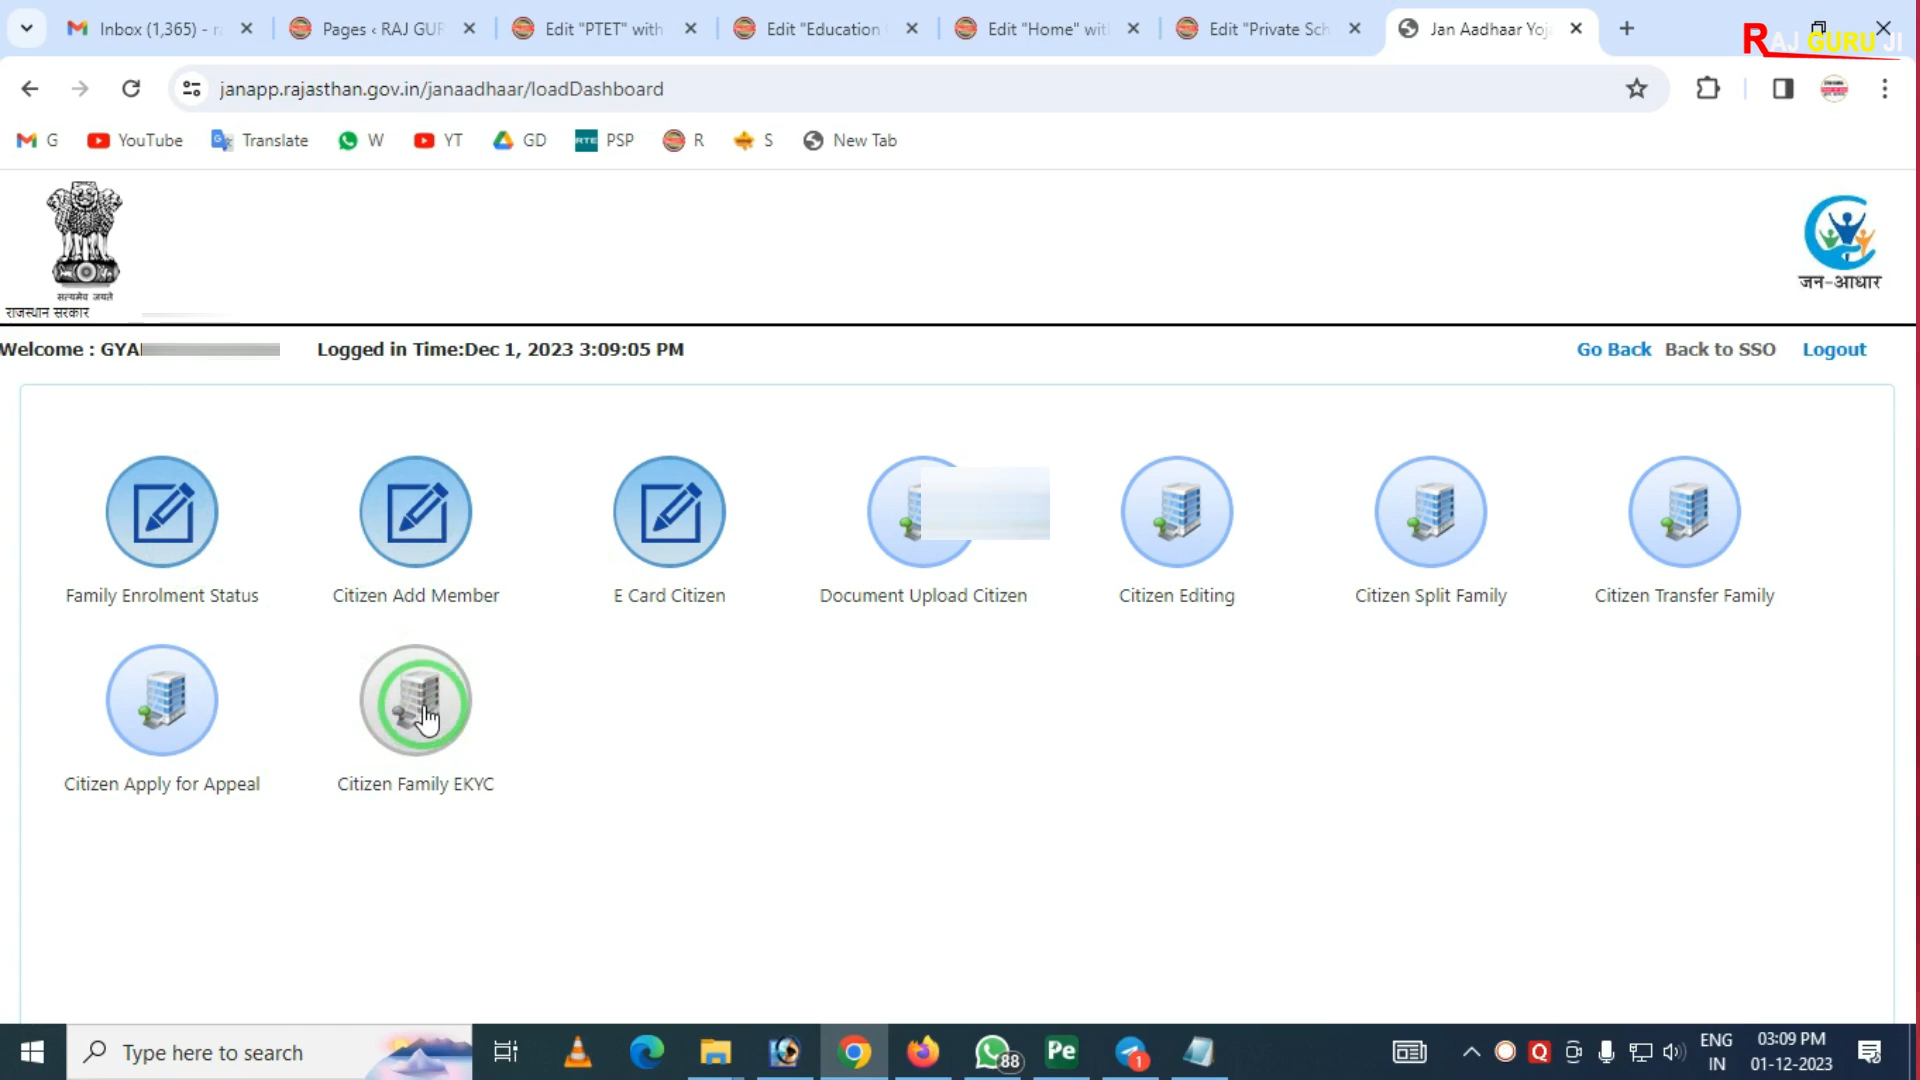 Inbox (1,365) - r
Pages ‹ RAJ GUR
Edit "PTET" with
Edit "Education
Edit "Home" wit
Edit "Private Sch
Jan Aadhaar Yoj
RAJ GURU JI
janapp.rajasthan.gov.in/janaadhaar/loadDashboard
G
YouTube
Translate
W
YT
GD
RTE PSP
R
S
New Tab
सत्यमेव जयते
राजस्थान सरकार
जन-आधार
Welcome : GYA
Logged in Time:Dec 1, 2023 3:09:05 PM
Go Back
Back to SSO
Logout
Family Enrolment Status
Citizen Add Member
E Card Citizen
Document Upload Citizen
Citizen Editing
Citizen Split Family
Citizen Transfer Family
Citizen Apply for Appeal
Citizen Family EKYC
Type here to search
88
Pe
1
Q
ENG
IN
03:09 PM
01-12-2023